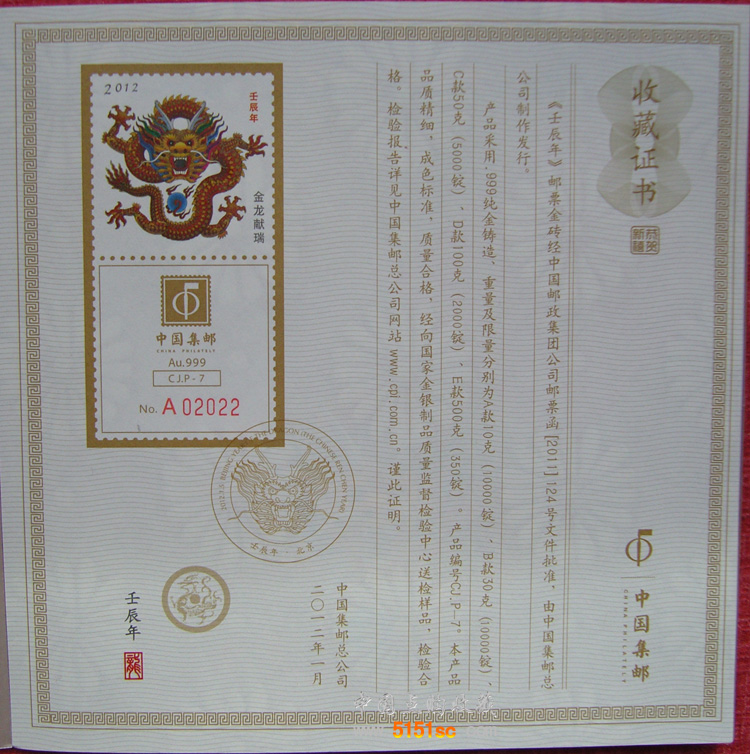 收藏证书
《壬辰年》邮票金砖经中国邮政集团公司邮票函[2011]124号文件批准，由中国集邮总
公司制作发行。
产品采用.999纯金铸造、重量及限量分别为A款10克（10000锭）、B款30克（10000锭）、
C款50克（5000锭）、D款100克（2000锭）、E款500克（350锭）。产品编号CJ.P-7。本产品
品质精细，成色标准，质量合格，经向国家金银制品质量监督检验中心送检样品，检验合
格。检验报告详见中国集邮总公司网站 www.cpi.com.cn。谨此证明。
中国集邮总公司
二〇一二年一月
中国集邮
CHINA PHILATELY
2012
壬辰年
金龙献瑞
中国集邮
CHINA PHILATELY
Au.999
CJ.P-7
No. A 02022
壬辰年·北京
壬辰年
龍
5151sc